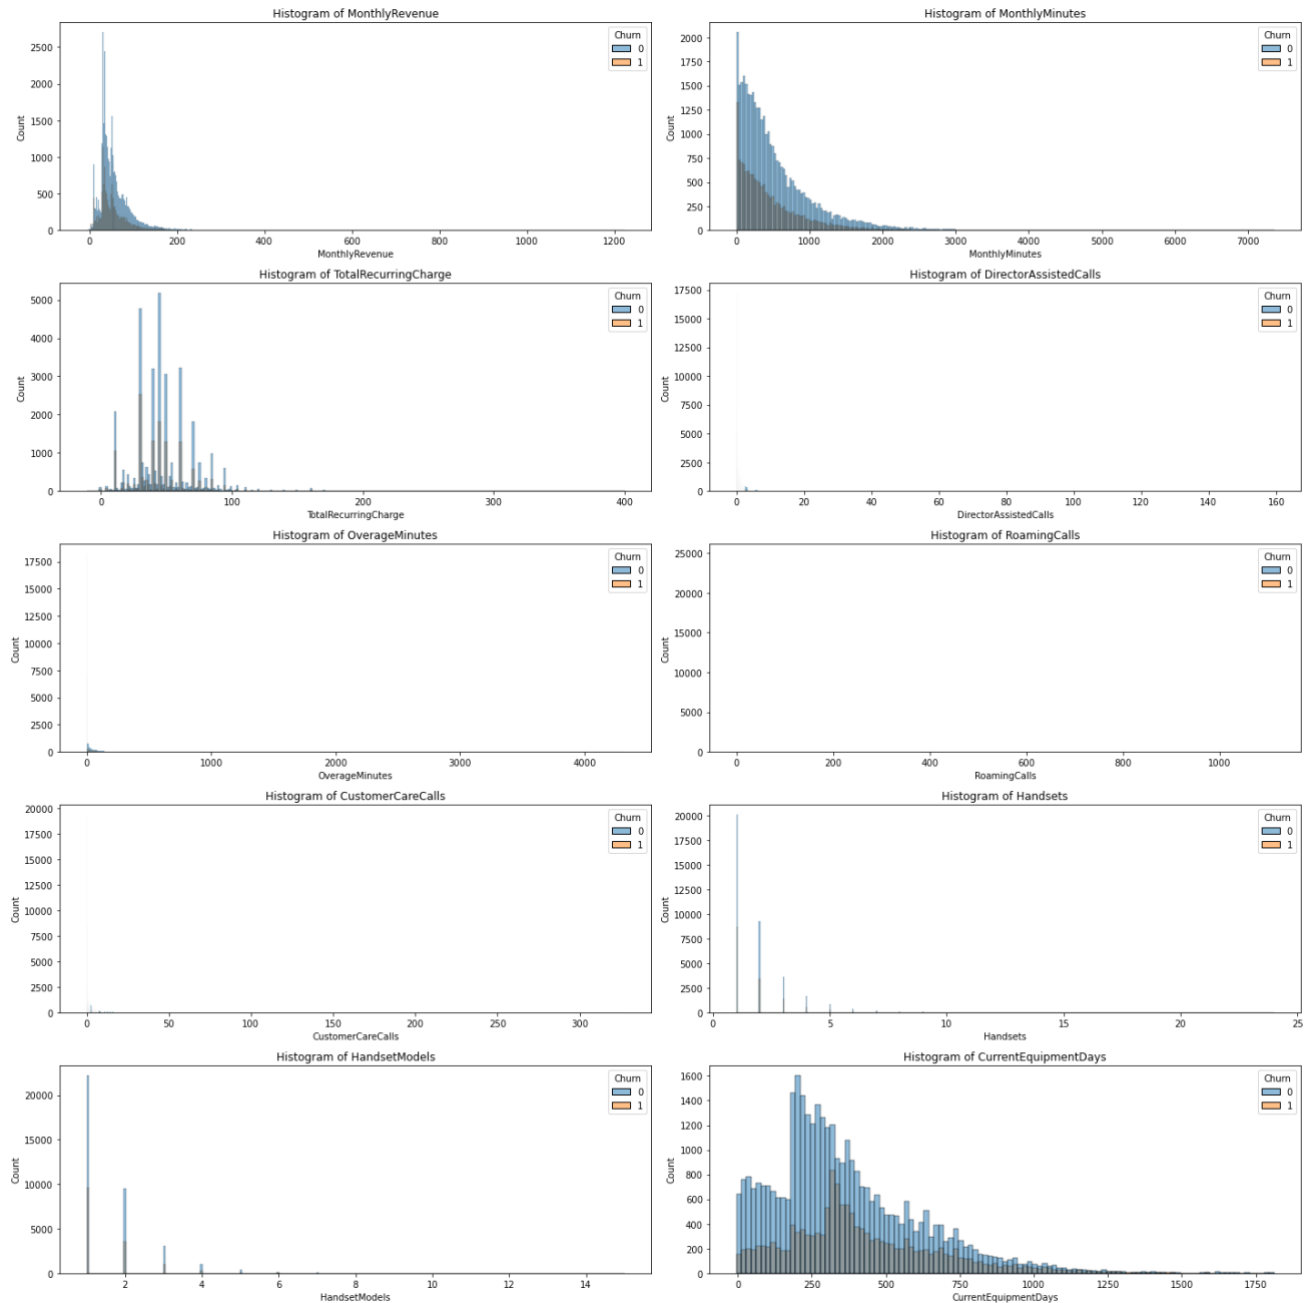 Histogram of MonthlyRevenue
Churn
0
1
2500
2000
1500
1000
500
0
Count
0 200 400 600 800 1000 1200
MonthlyRevenue
Histogram of MonthlyMinutes
Churn
0
1
2000
1750
1500
1250
1000
750
500
250
0
Count
0 1000 2000 3000 4000 5000 6000 7000
MonthlyMinutes
Histogram of TotalRecurringCharge
Churn
0
1
5000
4000
3000
2000
1000
0
Count
0 100 200 300 400
TotalRecurringCharge
Histogram of DirectorAssistedCalls
Churn
0
1
17500
15000
12500
10000
7500
5000
2500
0
Count
0 20 40 60 80 100 120 140 160
DirectorAssistedCalls
Histogram of OverageMinutes
Churn
0
1
17500
15000
12500
10000
7500
5000
2500
0
Count
0 1000 2000 3000 4000
OverageMinutes
Histogram of RoamingCalls
Churn
0
1
25000
20000
15000
10000
5000
0
Count
0 200 400 600 800 1000
RoamingCalls
Histogram of CustomerCareCalls
Churn
0
1
20000
17500
15000
12500
10000
7500
5000
2500
0
Count
0 50 100 150 200 250 300
CustomerCareCalls
Histogram of Handsets
Churn
0
1
20000
17500
15000
12500
10000
7500
5000
2500
0
Count
0 5 10 15 20 25
Handsets
Histogram of HandsetModels
Churn
0
1
20000
15000
10000
5000
0
Count
2 4 6 8 10 12 14
HandsetModels
Histogram of CurrentEquipmentDays
Churn
0
1
1600
1400
1200
1000
800
600
400
200
0
Count
0 250 500 750 1000 1250 1500 1750
CurrentEquipmentDays